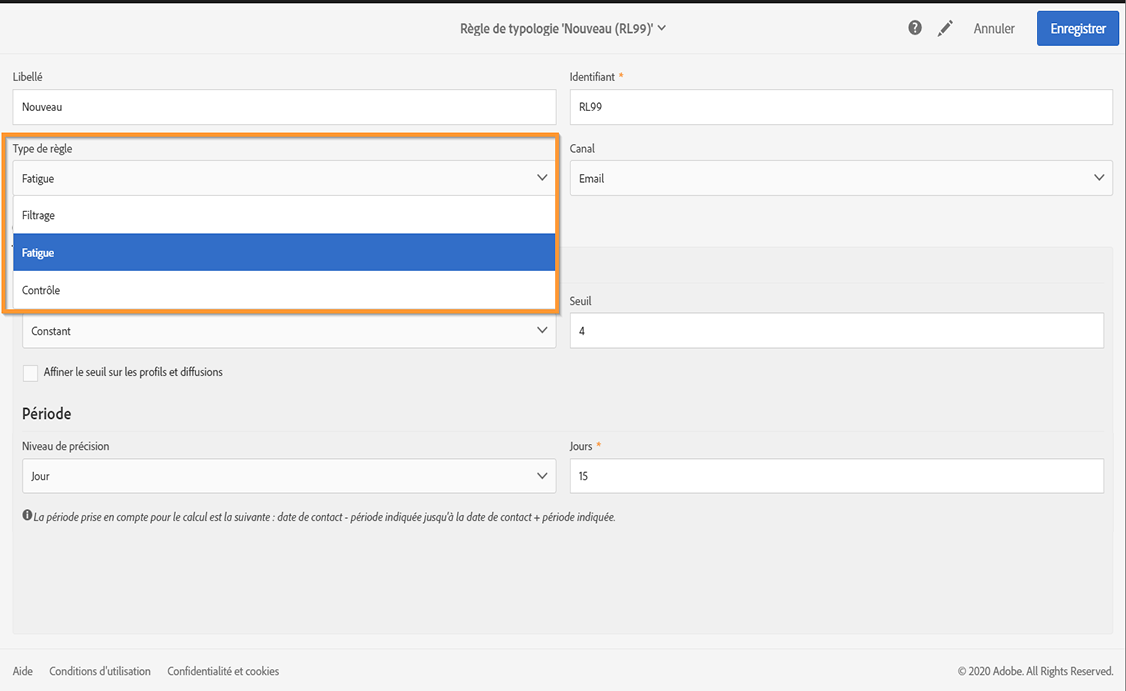 Règle de typologie 'Nouveau (RL99)'
Annuler
Enregistrer
Libellé
Identifiant *
Nouveau
RL99
Type de règle
Canal
Fatigue
Email
Filtrage
Fatigue
Contrôle
Seuil
Constant
4
Affiner le seuil sur les profils et diffusions
Période
Niveau de précision
Jours *
Jour
15
La période prise en compte pour le calcul est la suivante : date de contact - période indiquée jusqu'à la date de contact + période indiquée.
Aide
Conditions d'utilisation
Confidentialité et cookies
© 2020 Adobe. All Rights Reserved.